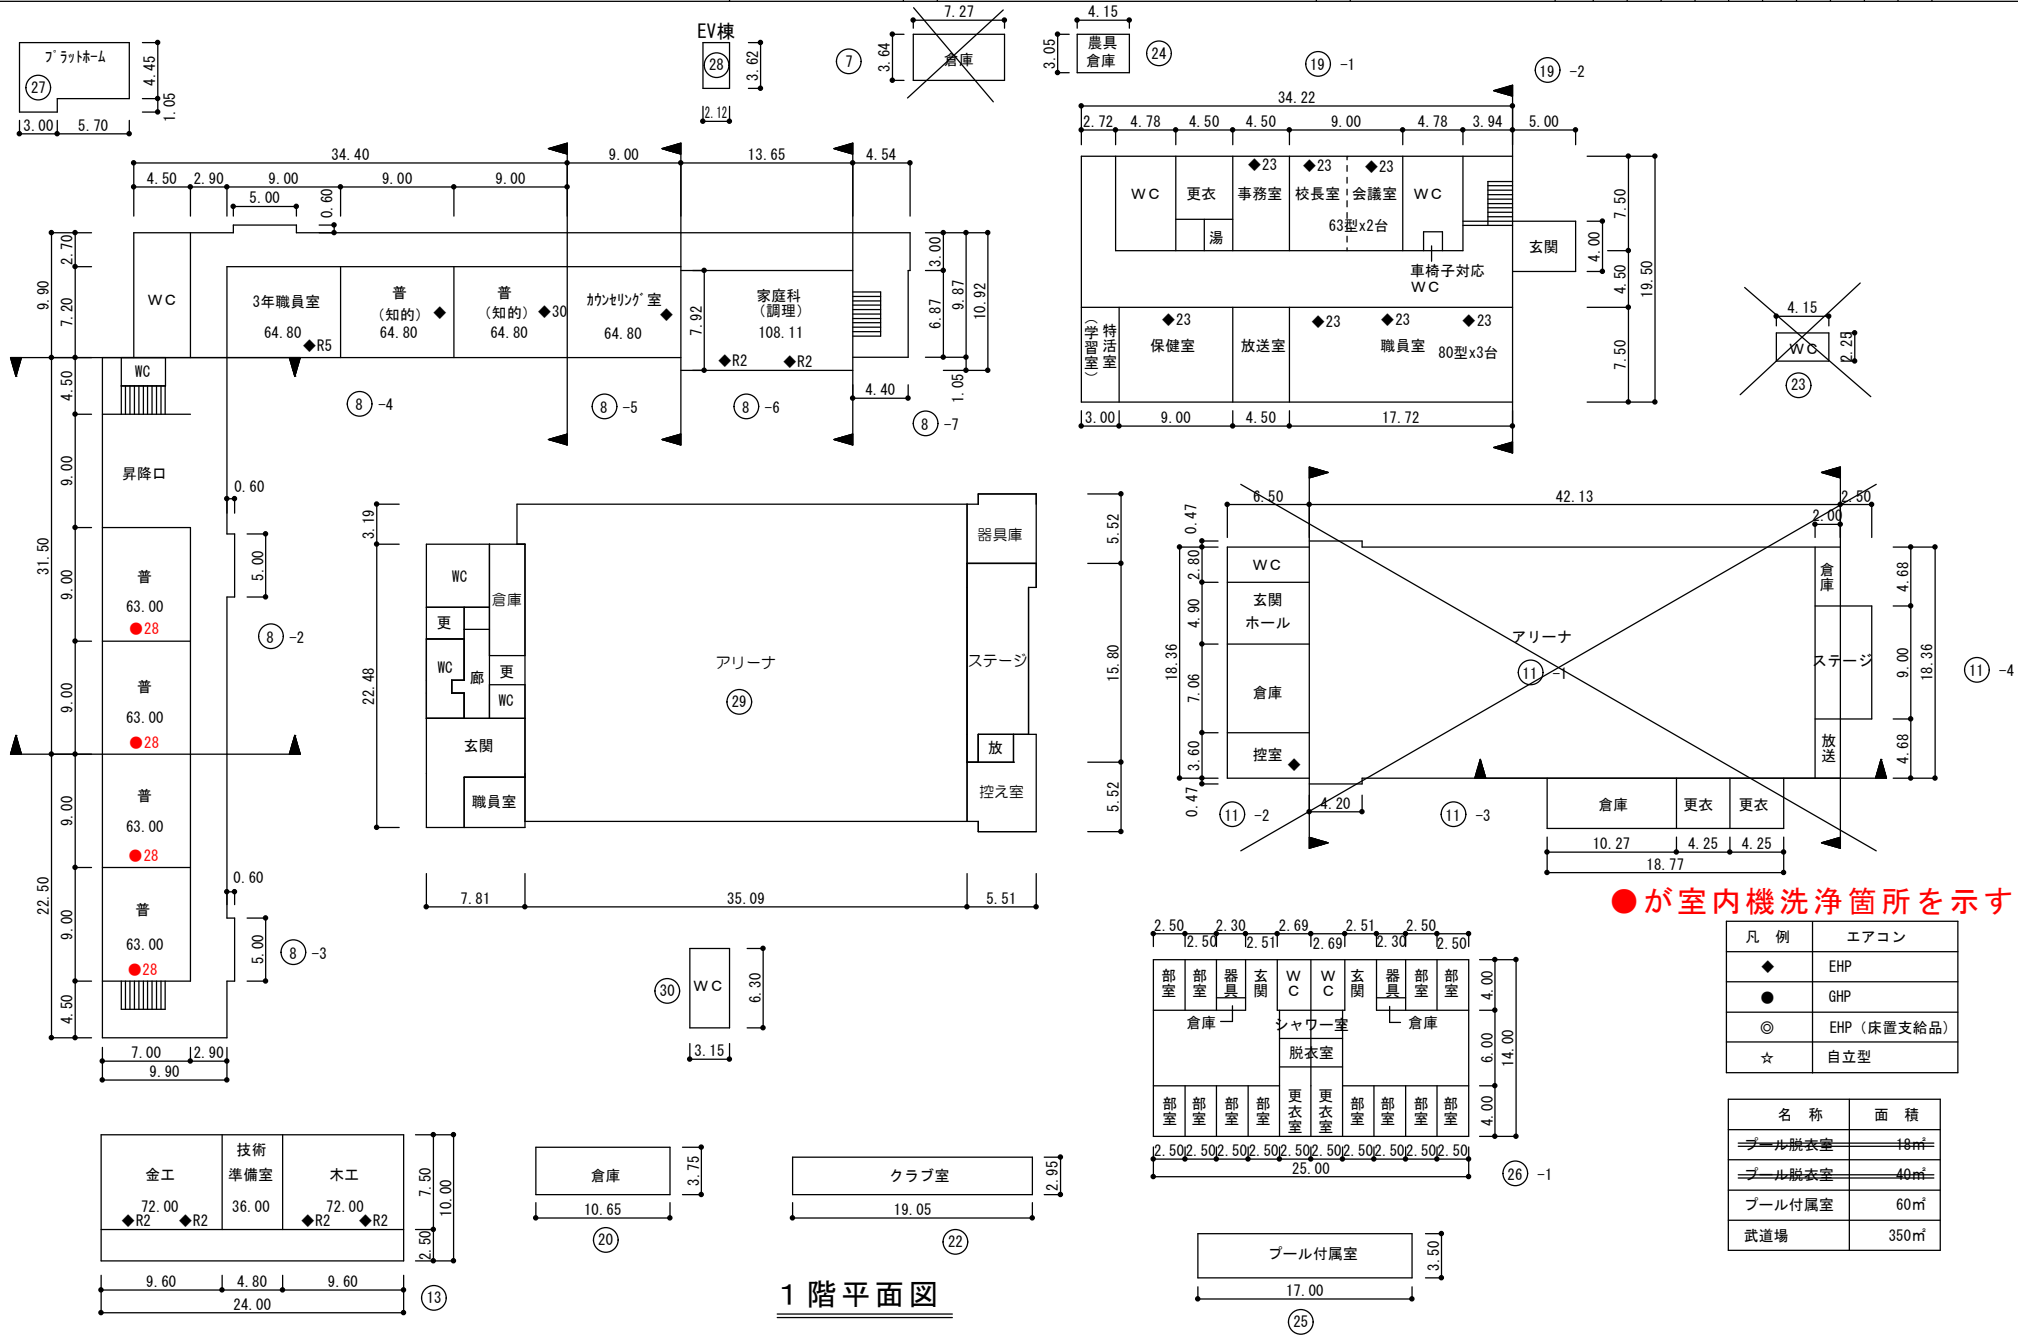 プラットホーム
27
4.45
1.05
3.00
5.70
EV棟
28
3.62
2.12
7
7.27
3.64
倉庫
4.15
3.05
農具
倉庫
24
19 -1
19 -2
34.22
2.72
4.78
4.50
4.50
9.00
4.78
3.94
5.00
WC
更衣
湯
◆23
事務室
◆23
校長室
◆23
会議室
63型x2台
WC
車椅子対応
WC
玄関
4.00
7.50
4.50
7.50
19.50
特活室
(学習室)
◆23
保健室
放送室
◆23
◆23
◆23
職員室
80型x3台
3.00
9.00
4.50
17.72
4.15
WC
2.25
23
34.40
9.00
13.65
4.54
4.50
2.90
9.00
9.00
9.00
5.00
0.60
2.70
7.20
9.90
WC
3年職員室
64.80
◆R5
普
(知的)
64.80
◆
普
(知的)
64.80
◆30
カウンセリング室
64.80
◆
家庭科
(調理)
108.11
7.92
◆R2
◆R2
3.00
6.87
9.87
10.92
1.05
4.40
8 -4
8 -5
8 -6
8 -7
WC
4.50
9.00
昇降口
0.60
5.00
31.50
9.00
普
63.00
●28
8 -2
9.00
普
63.00
●28
9.00
普
63.00
●28
22.50
9.00
普
63.00
●28
0.60
5.00
8 -3
4.50
7.00
2.90
9.90
3.19
22.48
WC
倉庫
更
WC
廊
更
WC
玄関
職員室
アリーナ
29
器具庫
ステージ
放
控え室
5.52
15.80
5.52
7.81
35.09
5.51
6.50
42.13
2.50
2.00
0.47
2.80
4.90
7.06
3.60
0.47
18.36
WC
玄関
ホール
倉庫
控室
◆
アリーナ
11 -1
倉庫
ステージ
放送
4.68
9.00
4.68
18.36
11 -4
11 -2
4.20
11 -3
倉庫
更衣
更衣
10.27
4.25
4.25
18.77
●が室内機洗浄箇所を示す
凡 例
エアコン
◆
EHP
●
GHP
◎
EHP(床置支給品)
☆
自立型
名 称
面 積
プール脱衣室
18㎡
プール脱衣室
40㎡
プール付属室
60㎡
武道場
350㎡
30
WC
6.30
3.15
2.50
2.30
2.69
2.51
2.50
2.50
2.51
2.69
2.30
2.50
部室
部室
器具
玄関
WC
WC
玄関
器具
部室
部室
倉庫
シャワー室
倉庫
脱衣室
部室
部室
部室
部室
更衣室
更衣室
部室
部室
部室
部室
4.00
6.00
4.00
14.00
2.50
2.50
2.50
2.50
2.50
2.50
2.50
2.50
2.50
2.50
25.00
26 -1
金工
72.00
◆R2
◆R2
技術
準備室
36.00
木工
72.00
◆R2
◆R2
7.50
2.50
10.00
9.60
4.80
9.60
24.00
13
倉庫
3.75
10.65
20
クラブ室
2.95
19.05
22
プール付属室
3.50
17.00
25
1階平面図